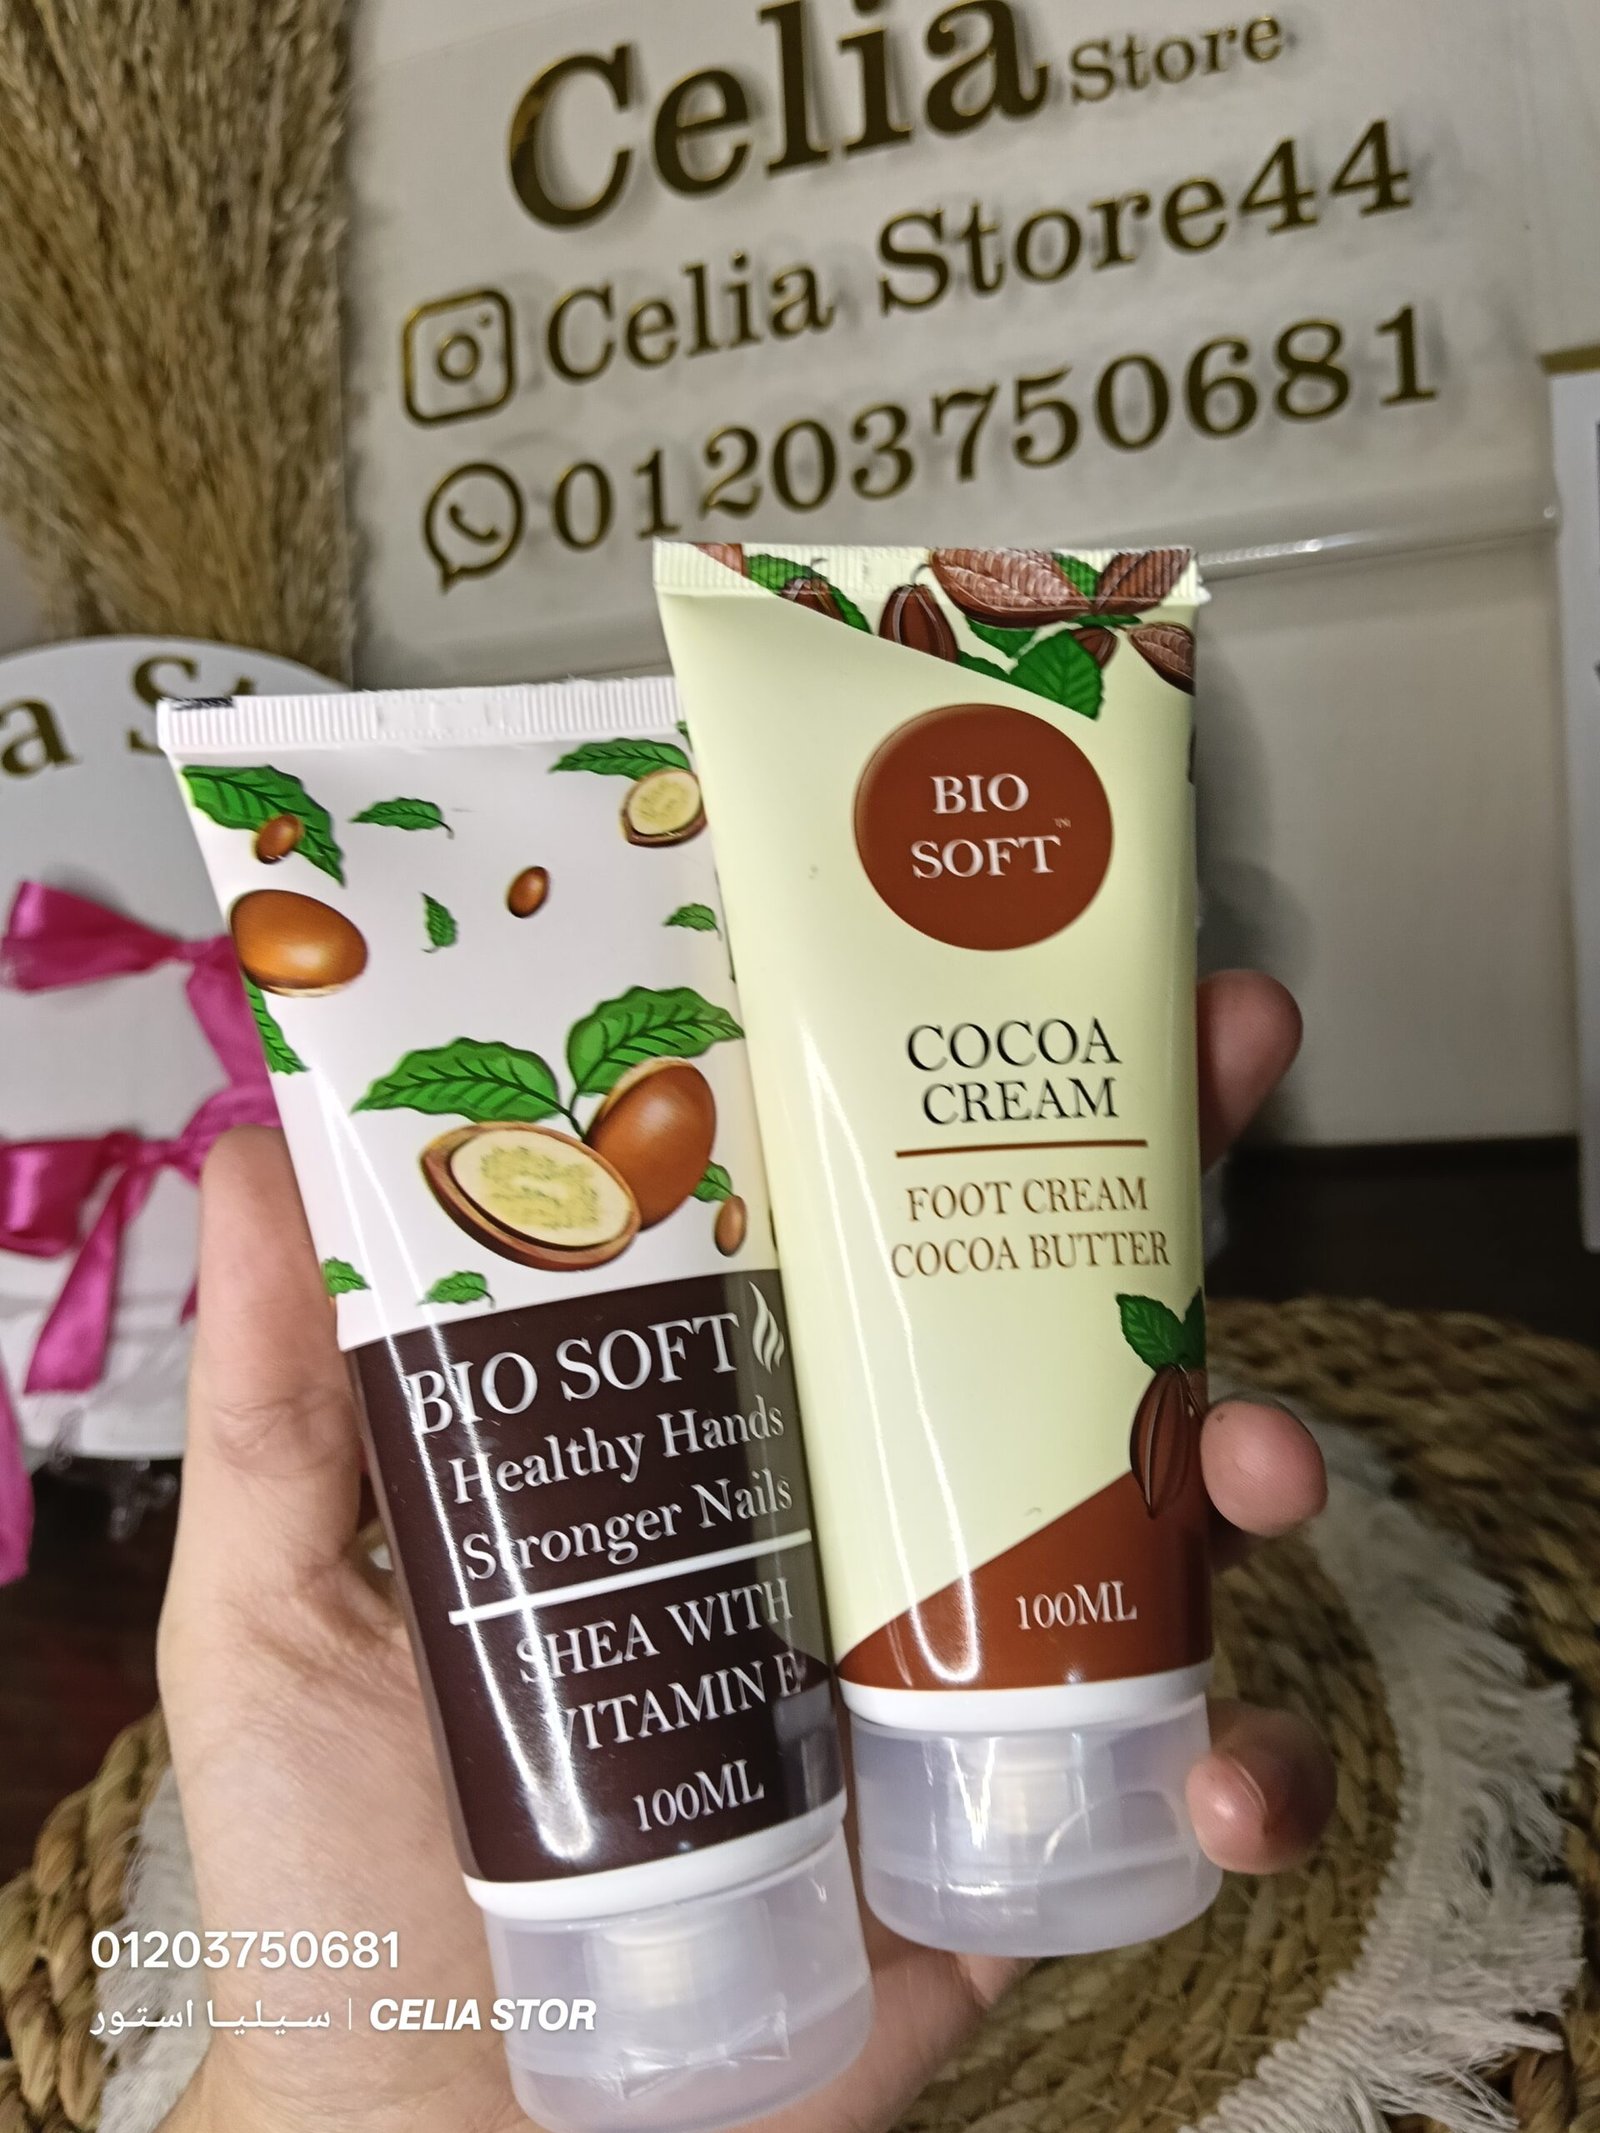 Celia Store
Celia Store44
01203750681
BIO SOFT
Healthy Hands
Stronger Nails
SHEA WITH
VITAMIN E
100ML
BIO
SOFT™
COCOA
CREAM
FOOT CREAM
COCOA BUTTER
100ML
01203750681
سيليا استور | CELIA STOR